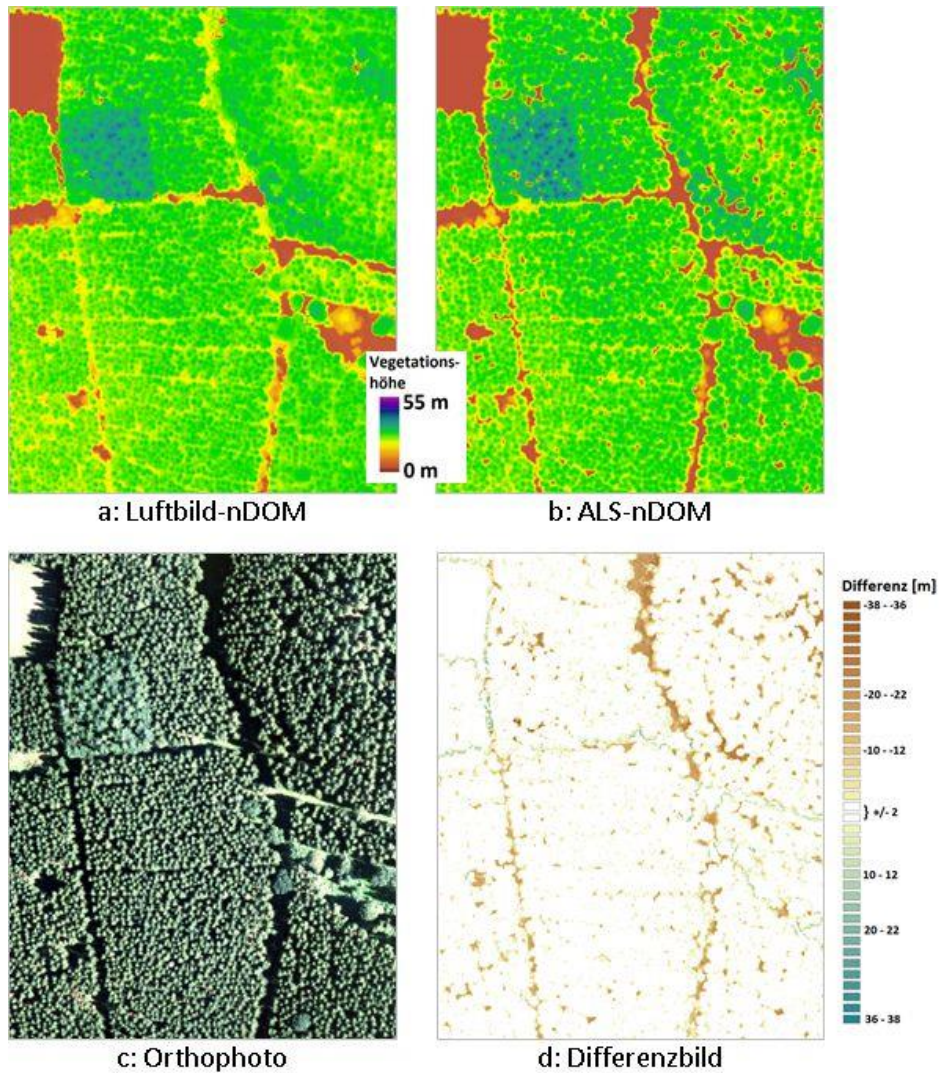 Vegetations-
höhe
55 m
0 m
a: Luftbild-nDOM
b: ALS-nDOM
Differenz [m]
-38 - -36
-20 - -22
-10 - -12
} +/- 2
10 - 12
20 - 22
36 - 38
c: Orthophoto
d: Differenzbild